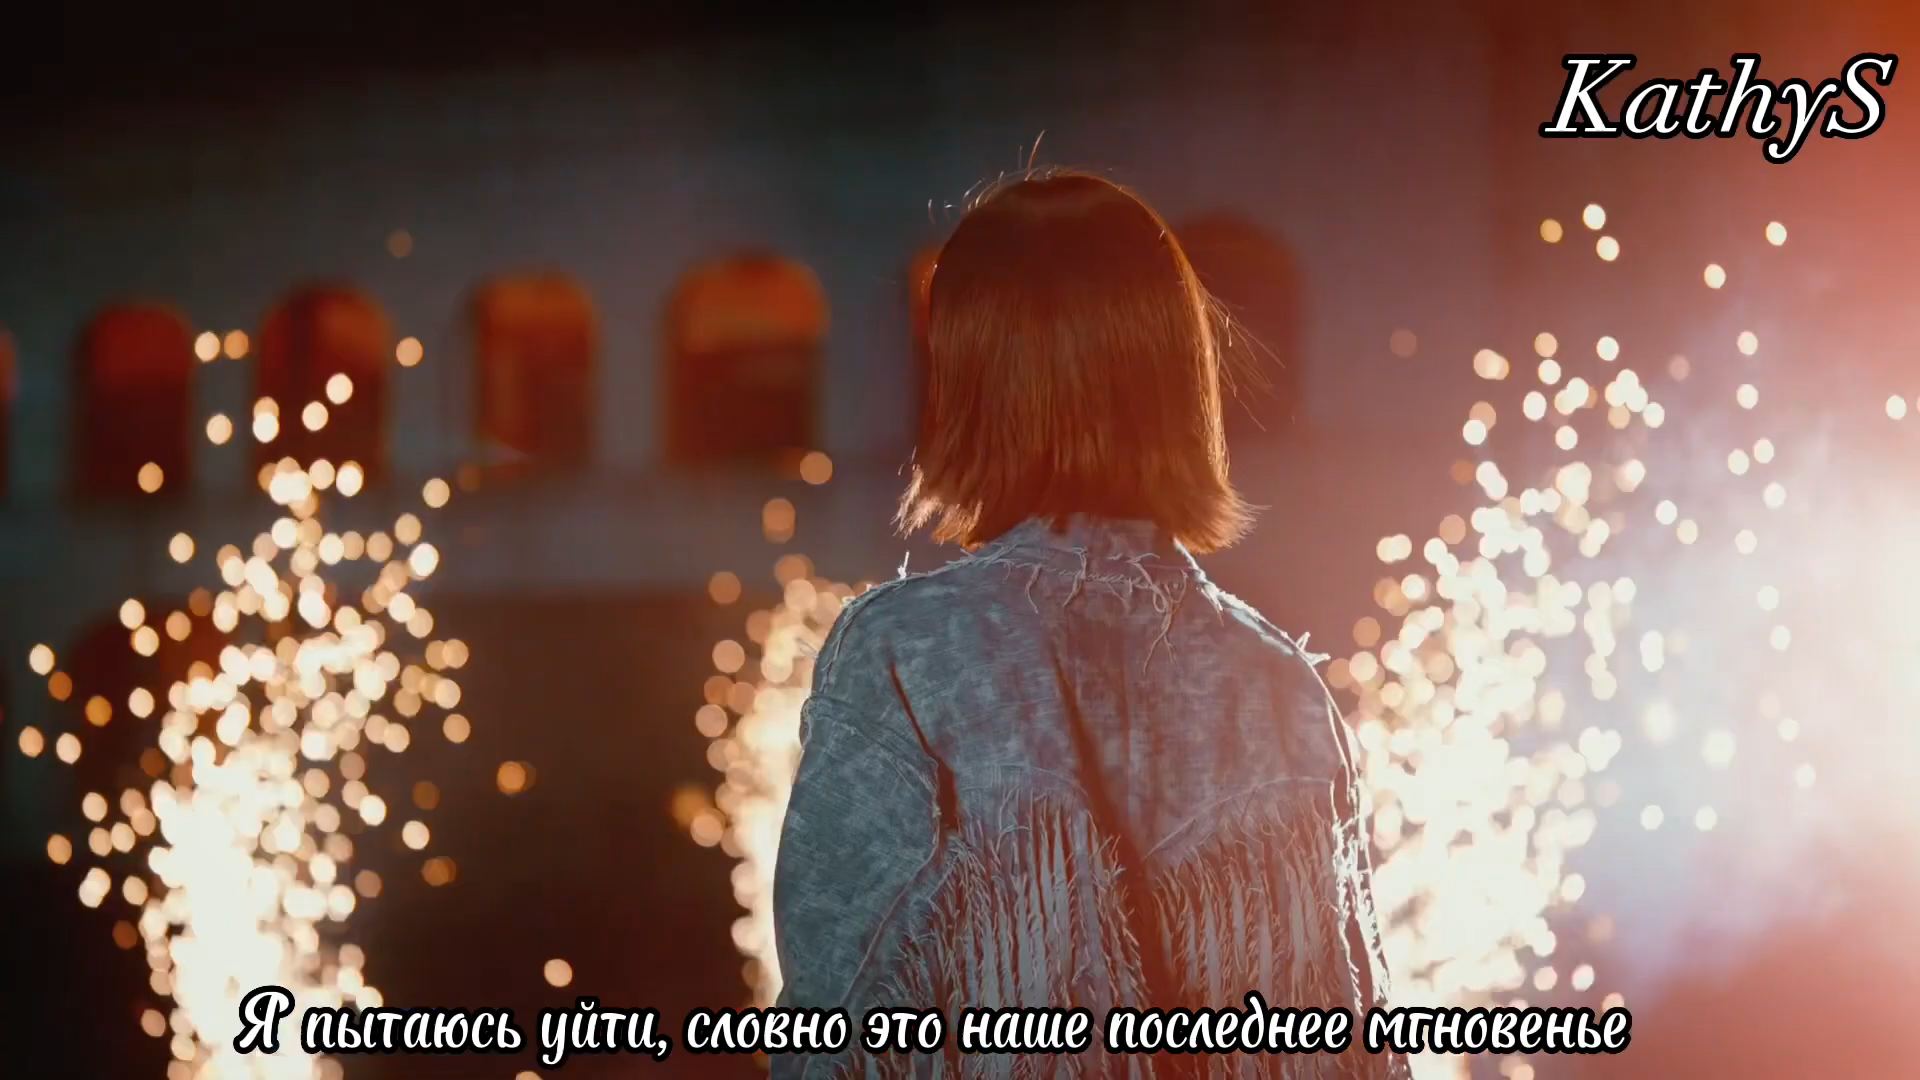 KathyS
Я пытаюсь уйти, словно это наше последнее мгновенье